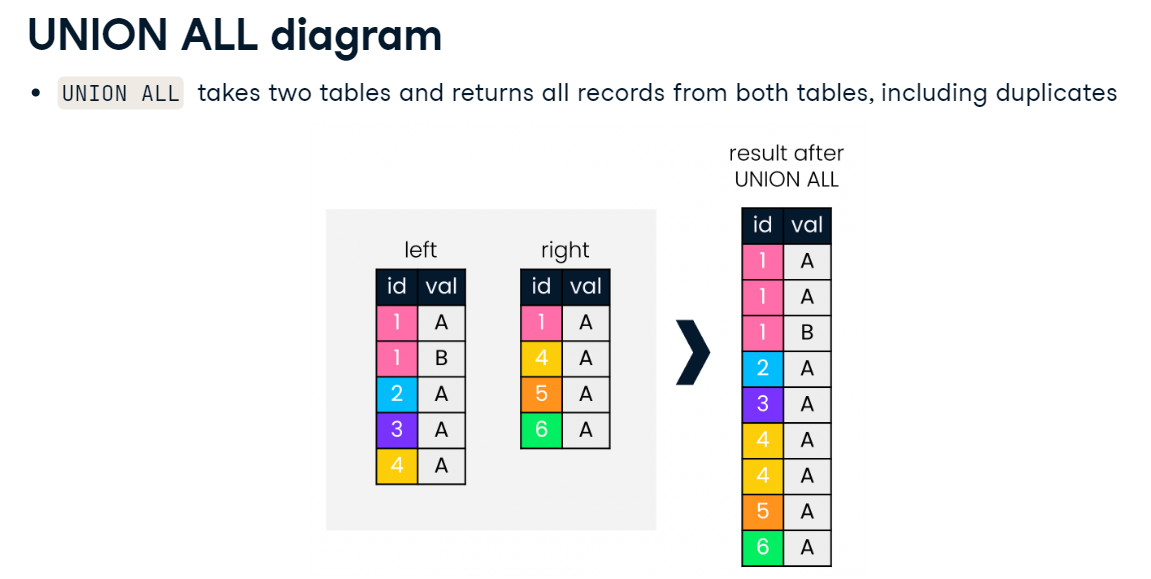 UNION ALL diagram
• UNION ALL takes two tables and returns all records from both tables, including duplicates
result after
UNION ALL
left
id val
1 A
1 B
2 A
3 A
4 A
right
id val
1 A
4 A
5 A
6 A
id val
1 A
1 A
1 B
2 A
3 A
4 A
4 A
5 A
6 A